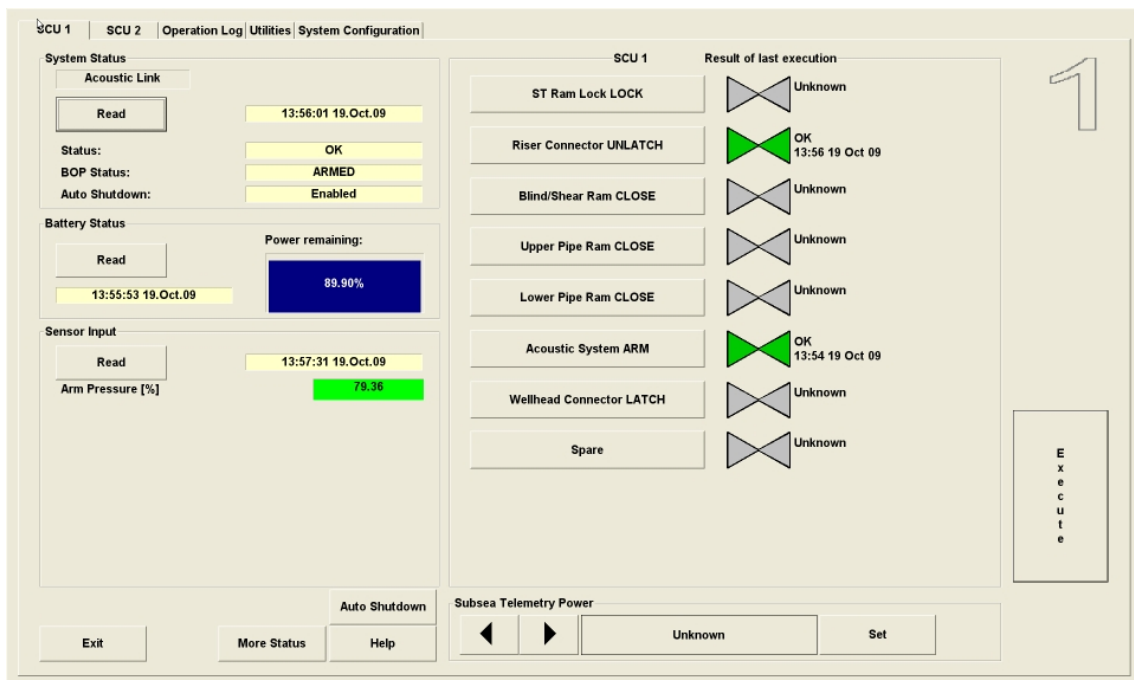 SCU 1 SCU 2 Operation Log Utilities System Configuration
System Status
Acoustic Link
Read 13:56:01 19.Oct.09
Status: OK
BOP Status: ARMED
Auto Shutdown: Enabled
Battery Status
Read
Power remaining:
13:55:53 19.Oct.09
89.90%
Sensor Input
Read 13:57:31 19.Oct.09
Arm Pressure [%] 79.36
Auto Shutdown
Exit More Status Help
SCU 1 Result of last execution
ST Ram Lock LOCK Unknown
Riser Connector UNLATCH OK
13:56 19 Oct 09
Blind/Shear Ram CLOSE Unknown
Upper Pipe Ram CLOSE Unknown
Lower Pipe Ram CLOSE Unknown
Acoustic System ARM OK
13:54 19 Oct 09
Wellhead Connector LATCH Unknown
Spare Unknown
Subsea Telemetry Power
Unknown Set
1
Execute